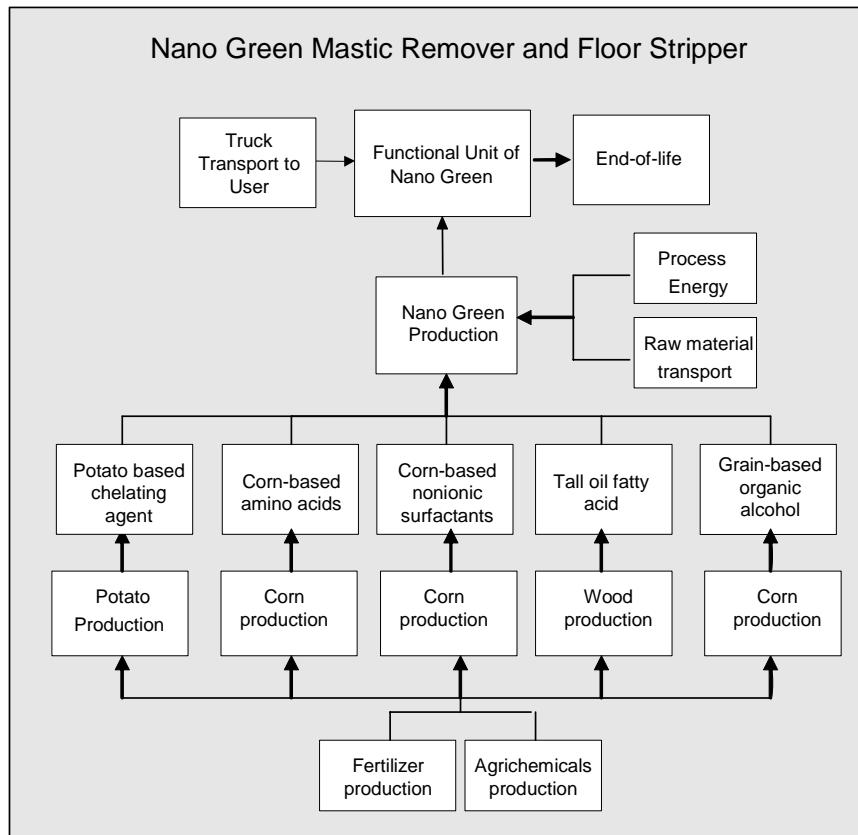 Nano Green Mastic Remover and Floor Stripper
Truck
Transport to
User
Functional Unit of
Nano Green
End-of-life
Process
Energy
Nano Green
Production
Raw material
transport
Potato based
chelating
agent
Corn-based
amino acids
Corn-based
nonionic
surfactants
Tall oil fatty
acid
Grain-based
organic
alcohol
Potato
Production
Corn
production
Corn
production
Wood
production
Corn
production
Fertilizer
production
Agrichemicals
production